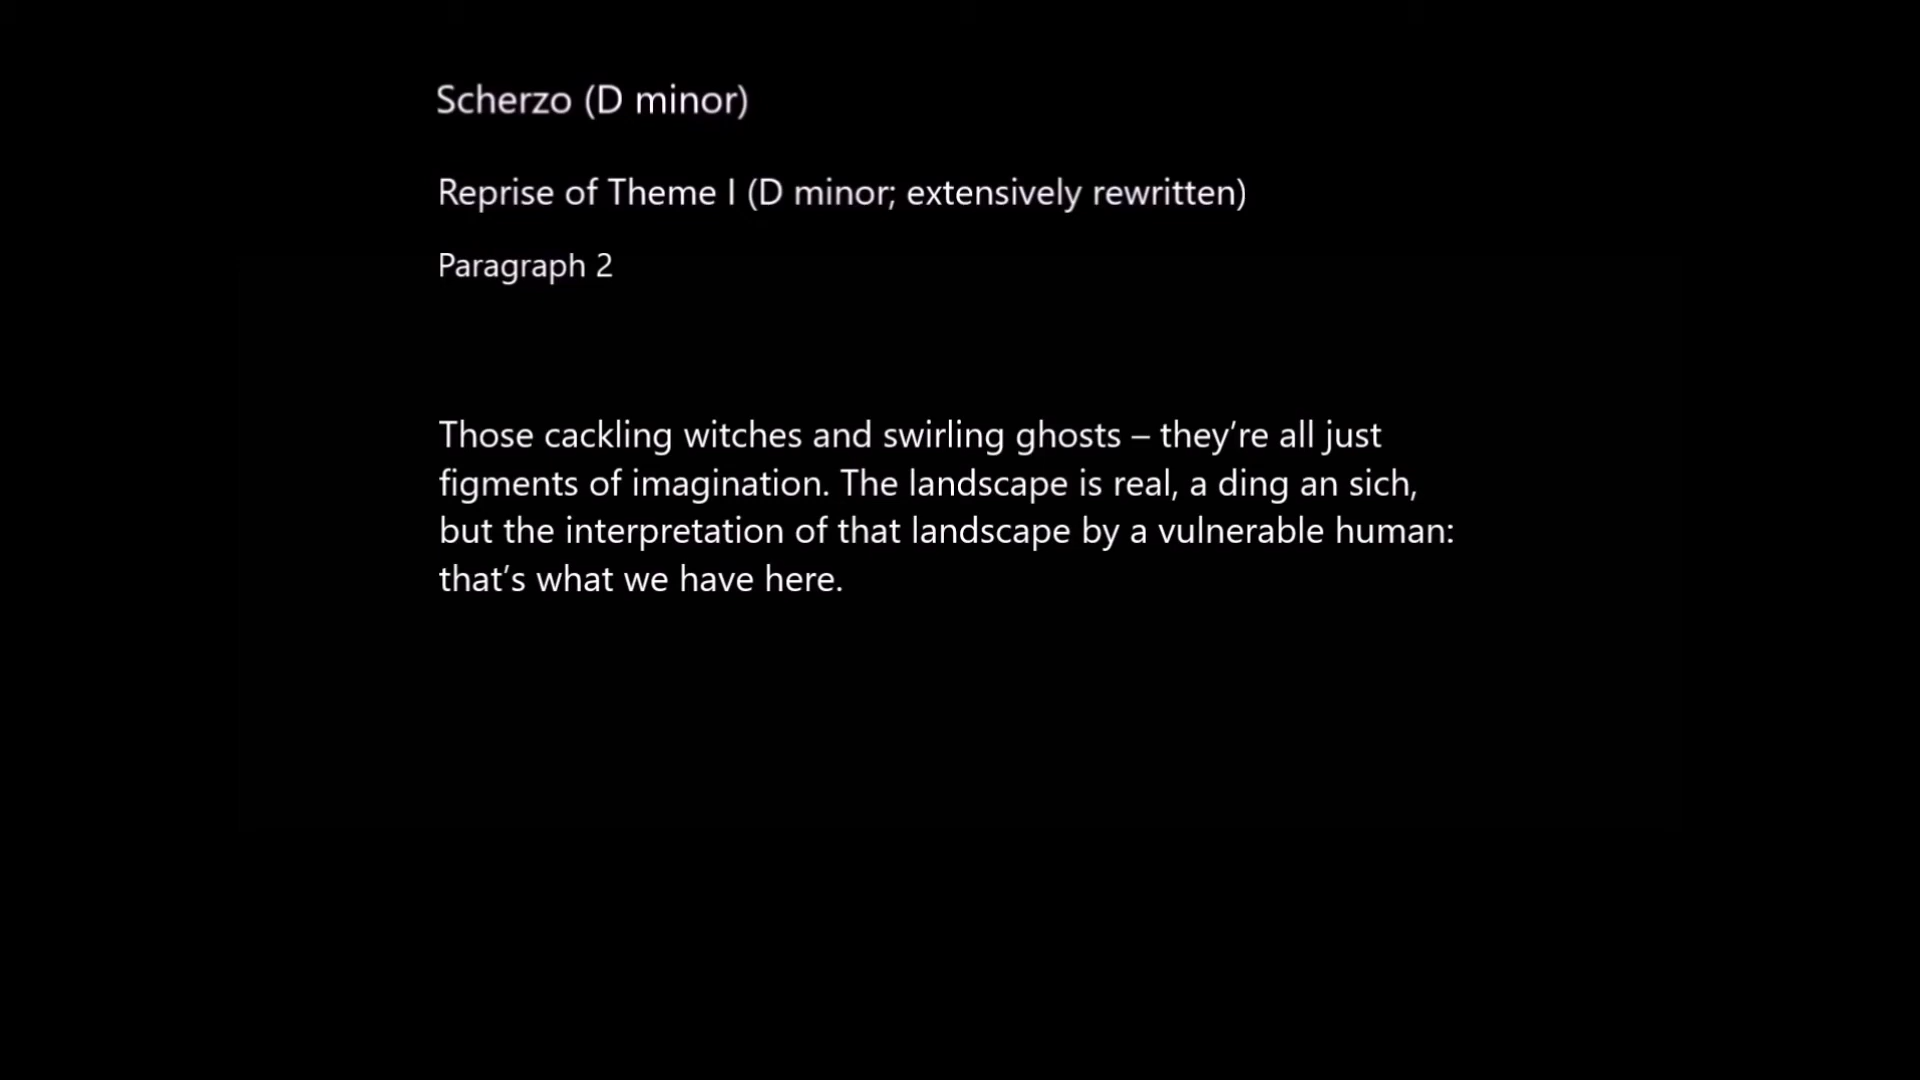 Scherzo (D minor)
Reprise of Theme I (D minor; extensively rewritten)
Paragraph 2
Those cackling witches and swirling ghosts – they’re all just
figments of imagination. The landscape is real, a ding an sich,
but the interpretation of that landscape by a vulnerable human:
that’s what we have here.